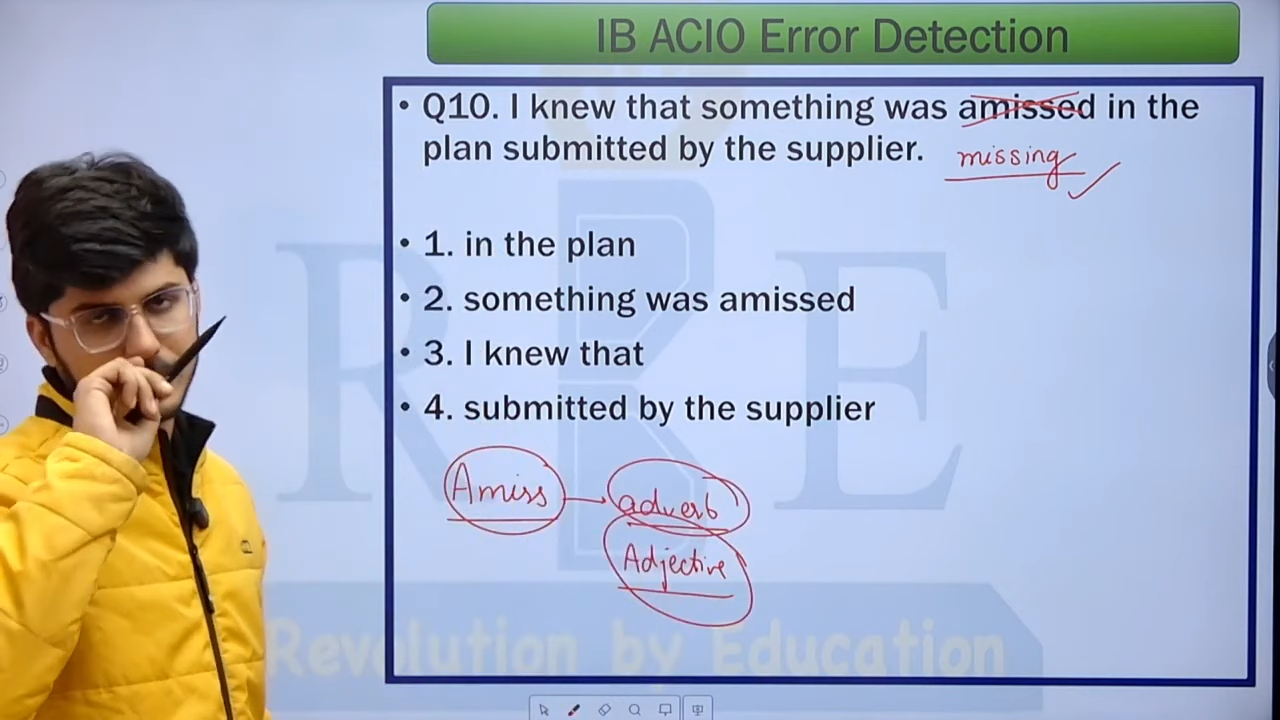 IB ACIO Error Detection
• Q10. I knew that something was amissed in the
plan submitted by the supplier. missing
• 1. in the plan
• 2. something was amissed
• 3. I knew that
• 4. submitted by the supplier
Amiss adverb
Adjective
RBE
Revolution by Education